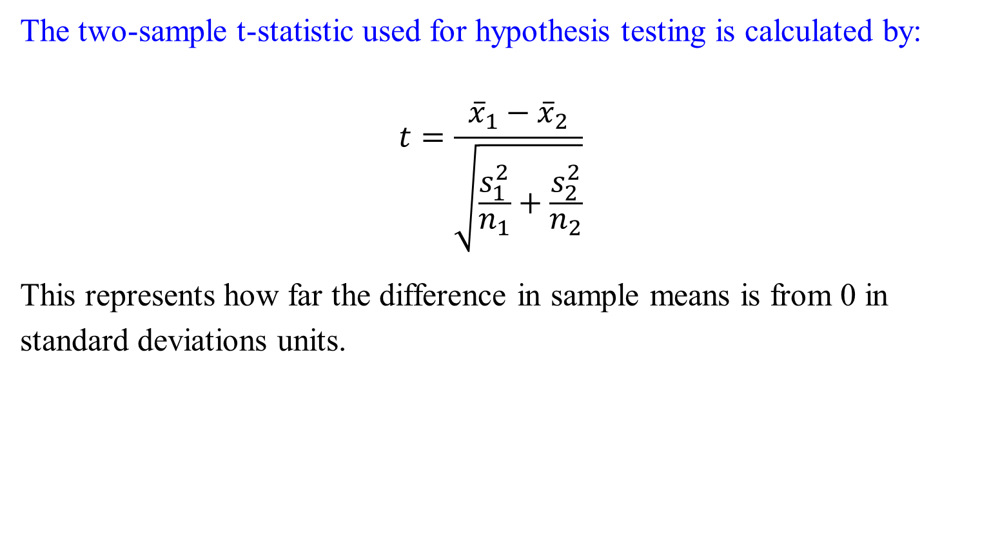 The two-sample t-statistic used for hypothesis testing is calculated by:
t = \frac{\bar{x}_1 - \bar{x}_2}{\sqrt{\frac{s_1^2}{n_1} + \frac{s_2^2}{n_2}}}
This represents how far the difference in sample means is from 0 in
standard deviations units.